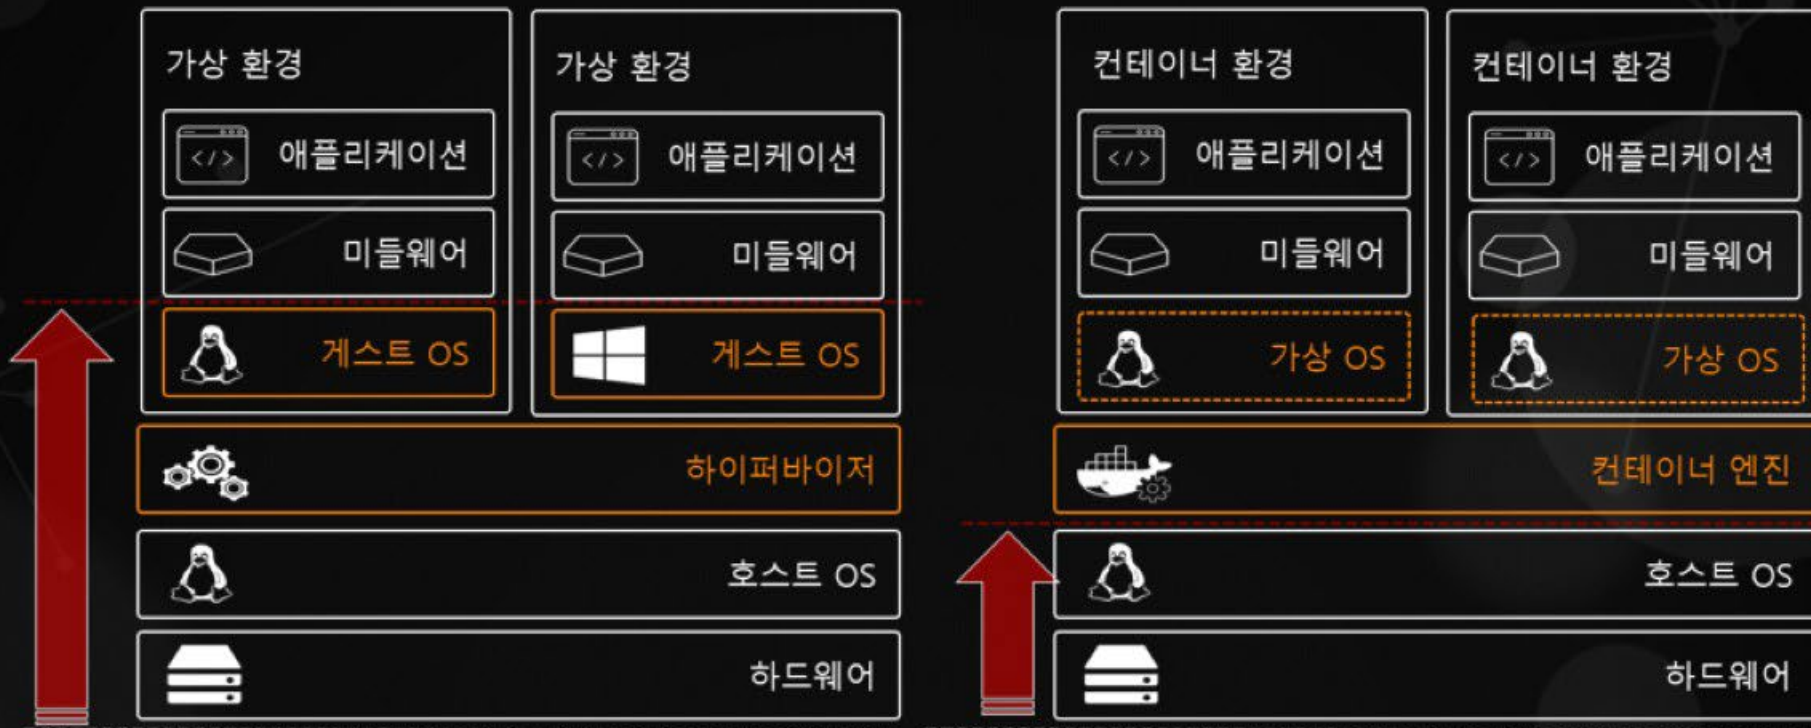 가상 환경
애플리케이션
미들웨어
게스트 OS
가상 환경
애플리케이션
미들웨어
게스트 OS
하이퍼바이저
호스트 OS
하드웨어
컨테이너 환경
애플리케이션
미들웨어
가상 OS
컨테이너 환경
애플리케이션
미들웨어
가상 OS
컨테이너 엔진
호스트 OS
하드웨어